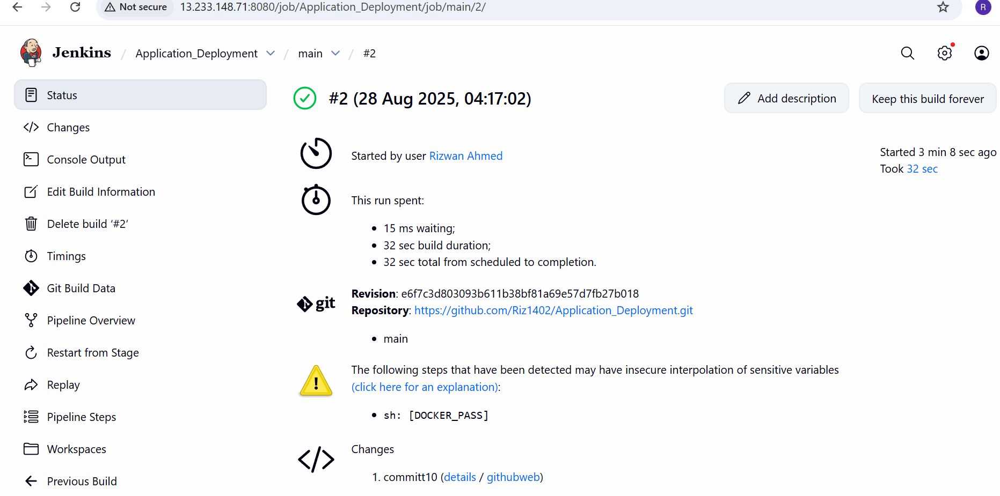 Not secure 13.233.148.71:8080/job/Application_Deployment/job/main/2/
R
Jenkins / Application_Deployment / main / #2
Status
Changes
Console Output
Edit Build Information
Delete build ‘#2’
Timings
Git Build Data
Pipeline Overview
Restart from Stage
Replay
Pipeline Steps
Workspaces
Previous Build
#2 (28 Aug 2025, 04:17:02)
Add description
Keep this build forever
Started by user Rizwan Ahmed
Started 3 min 8 sec ago
Took 32 sec
This run spent:
• 15 ms waiting;
• 32 sec build duration;
• 32 sec total from scheduled to completion.
git
Revision: e6f7c3d803093b611b38bf81a69e57d7fb27b018
Repository: https://github.com/Riz1402/Application_Deployment.git
• main
The following steps that have been detected may have insecure interpolation of sensitive variables
(click here for an explanation):
• sh: [DOCKER_PASS]
Changes
1. committ10 (details / githubweb)